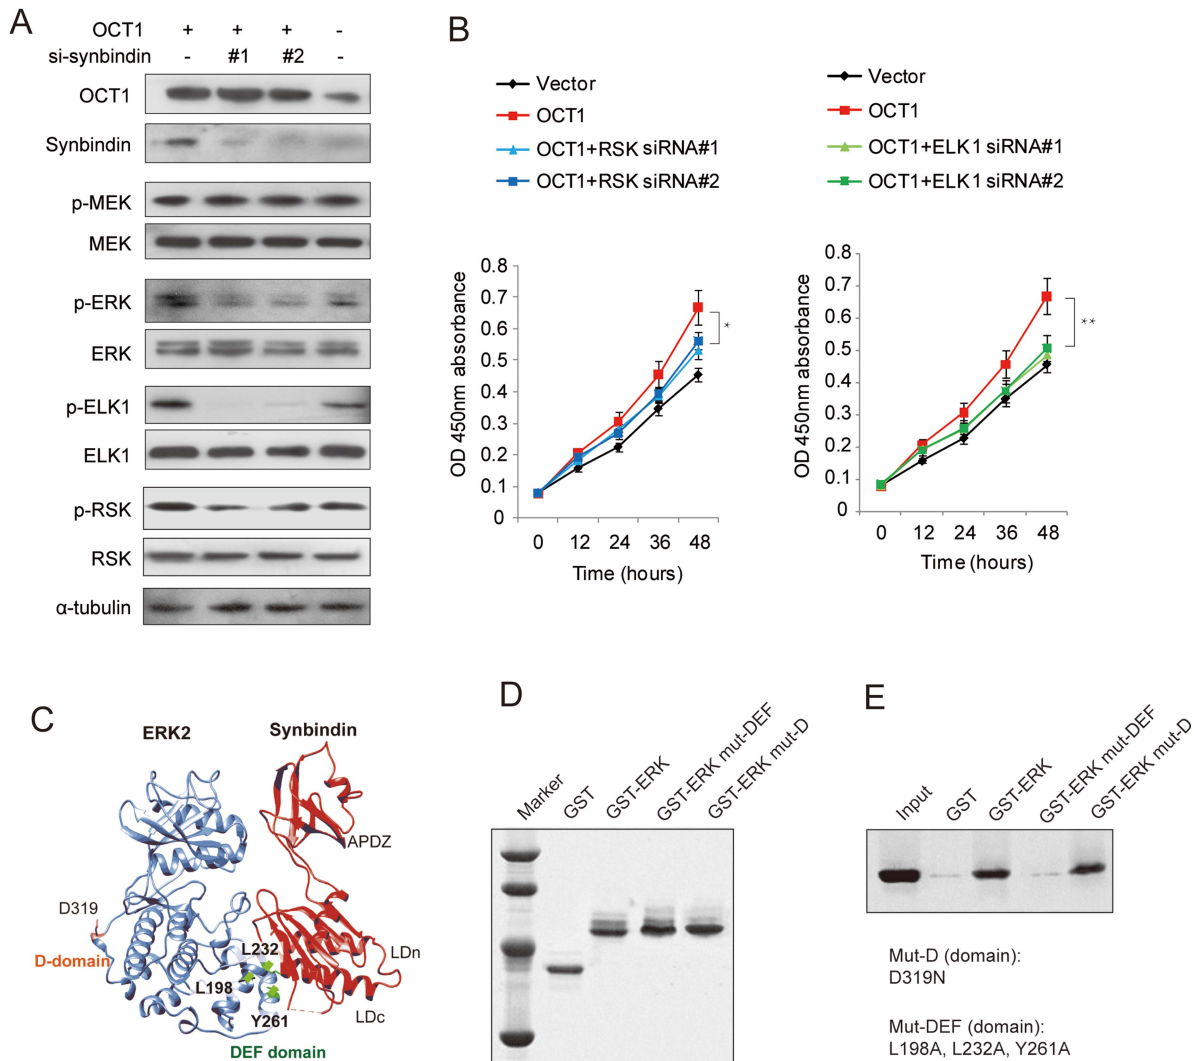 A
OCT1 + + + -
si-synbindin - #1 #2 -
OCT1
Synbindin
p-MEK
MEK
p-ERK
ERK
p-ELK1
ELK1
p-RSK
RSK
α-tubulin
B
Vector
OCT1
OCT1+RSK siRNA#1
OCT1+RSK siRNA#2
OD 450nm absorbance
0.8
0.7
0.6
0.5
0.4
0.3
0.2
0.1
0
*
0 12 24 36 48
Time (hours)
Vector
OCT1
OCT1+ELK1 siRNA#1
OCT1+ELK1 siRNA#2
OD 450nm absorbance
0.8
0.7
0.6
0.5
0.4
0.3
0.2
0.1
0
**
0 12 24 36 48
Time (hours)
C
ERK2
Synbindin
APDZ
D319
D-domain
L232
L198
Y261
LDn
LDc
DEF domain
D
Marker
GST
GST-ERK
GST-ERK mut-DEF
GST-ERK mut-D
E
Input
GST
GST-ERK
GST-ERK mut-DEF
GST-ERK mut-D
Mut-D (domain):
D319N
Mut-DEF (domain):
L198A, L232A, Y261A